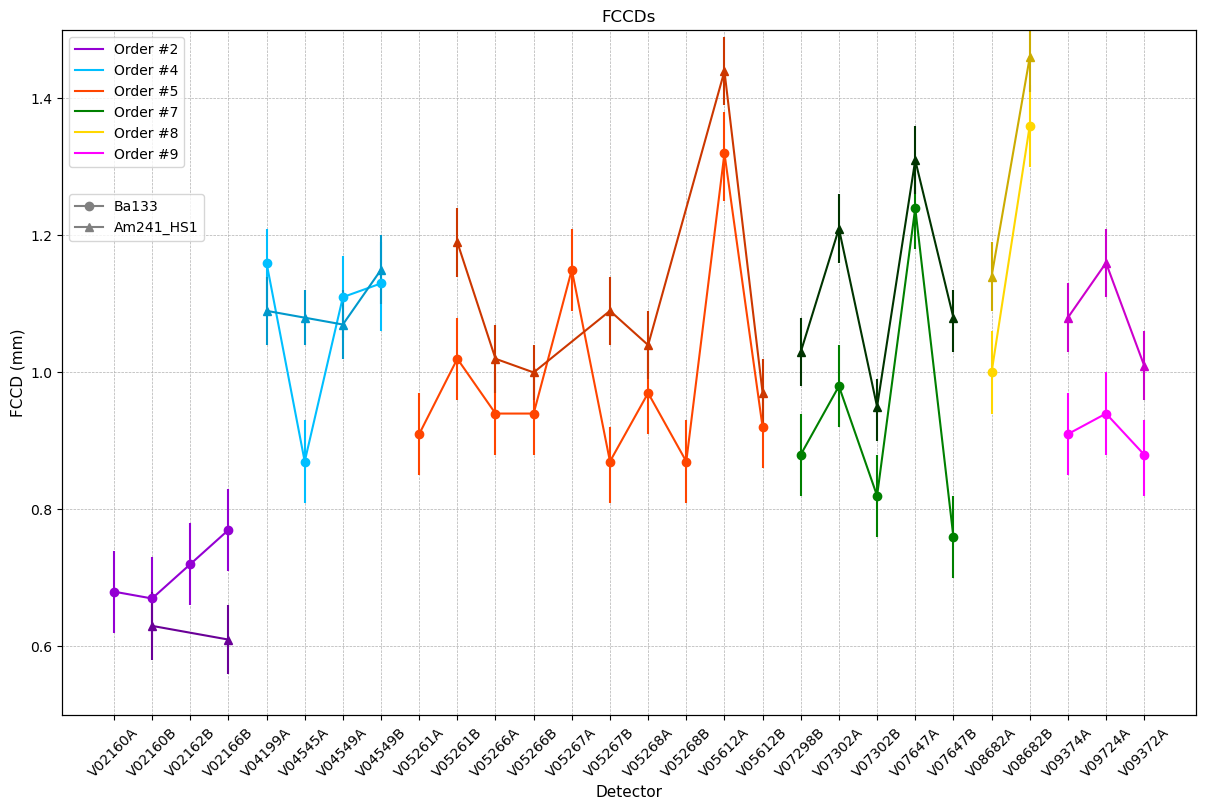 FCCDs
Order #2
Order #4
Order #5
Order #7
Order #8
Order #9
Ba133
Am241_HS1
FCCD (mm)
1.4
1.2
1.0
0.8
0.6
V02160A
V02160B
V02162B
V02166B
V04199A
V04545A
V04549A
V04549B
V05261A
V05261B
V05266A
V05266B
V05267A
V05267B
V05268A
V05268B
V05612A
V05612B
V07298B
V07302A
V07302B
V07647A
V07647B
V08682A
V08682B
V09374A
V09724A
V09372A
Detector